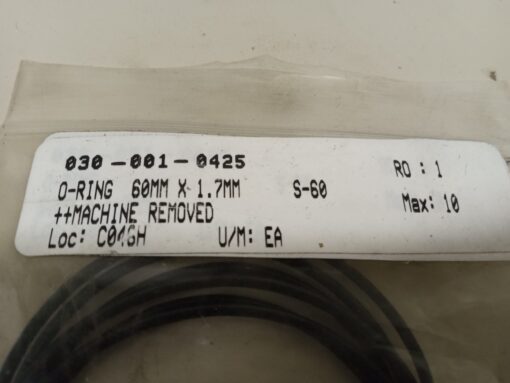 030-001-0425 RO : 1
O-RING 60MM X 1.7MM S-60 Max: 10
++MACHINE REMOVED
Loc: C04GH U/M: EA